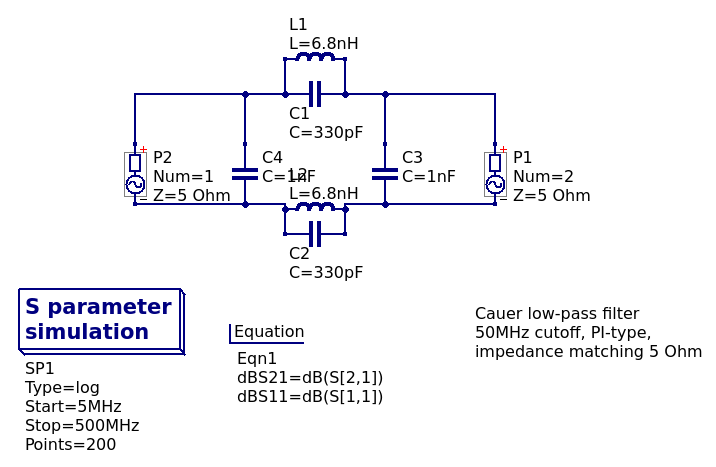 L1
L=6.8nH
C1
C=330pF
P2
Num=1
Z=5 Ohm
C4
C=1nF
L2
L=6.8nH
C2
C=330pF
C3
C=1nF
P1
Num=2
Z=5 Ohm
S parameter
simulation
SP1
Type=log
Start=5MHz
Stop=500MHz
Points=200
Equation
Eqn1
dBS21=dB(S[2,1])
dBS11=dB(S[1,1])
Cauer low-pass filter
50MHz cutoff, PI-type,
impedance matching 5 Ohm